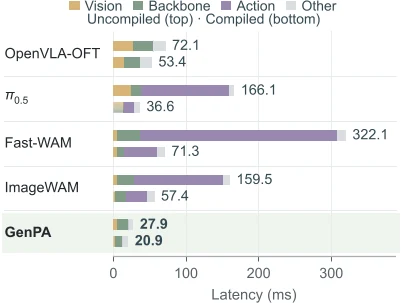 Vision Backbone Action Other
Uncompiled (top) · Compiled (bottom)
OpenVLA-OFT 72.1
53.4
π0.5 166.1
36.6
Fast-WAM 322.1
71.3
ImageWAM 159.5
57.4
GenPA 27.9
20.9
0 100 200 300
Latency (ms)